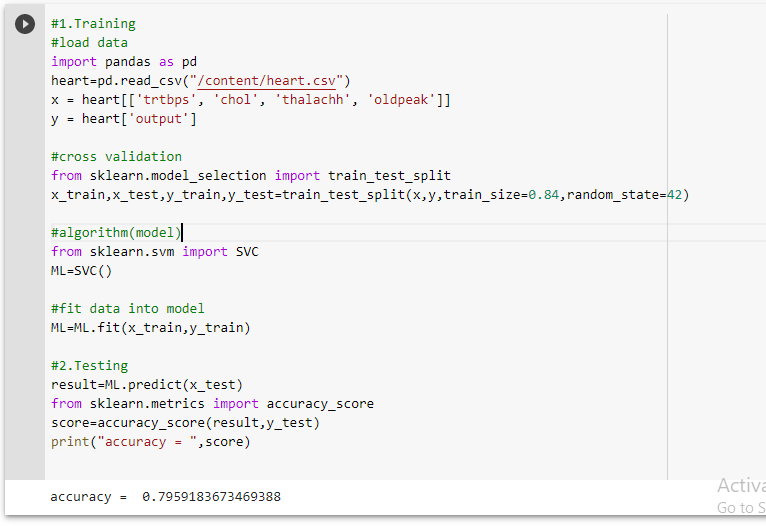 #1.Training
#load data
import pandas as pd
heart=pd.read_csv("/content/heart.csv")
x = heart[['trtbps', 'chol', 'thalachh', 'oldpeak']]
y = heart['output']
#cross validation
from sklearn.model_selection import train_test_split
x_train,x_test,y_train,y_test=train_test_split(x,y,train_size=0.84,random_state=42)
#algorithm(model)
from sklearn.svm import SVC
ML=SVC()
#fit data into model
ML=ML.fit(x_train,y_train)
#2.Testing
result=ML.predict(x_test)
from sklearn.metrics import accuracy_score
score=accuracy_score(result,y_test)
print("accuracy = ",score)
accuracy =  0.7959183673469388
Activa
Go to S